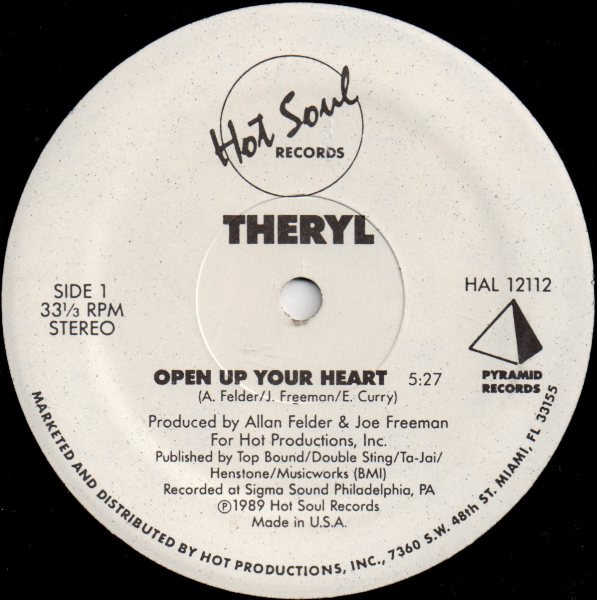 Hot Soul
RECORDS
THERYL
SIDE 1
33⅓ RPM
STEREO
HAL 12112
PYRAMID
RECORDS
OPEN UP YOUR HEART 5:27
(A. Felder/J. Freeman/E. Curry)
Produced by Allan Felder & Joe Freeman
For Hot Productions, Inc.
Published by Top Bound/Double Sting/Ta-Jai/
Henstone/Musicworks (BMI)
Recorded at Sigma Sound Philadelphia, PA
℗1989 Hot Soul Records
Made in U.S.A.
MARKETED AND DISTRIBUTED BY HOT PRODUCTIONS, INC., 7360 S.W. 48th ST. MIAMI, FL 33155